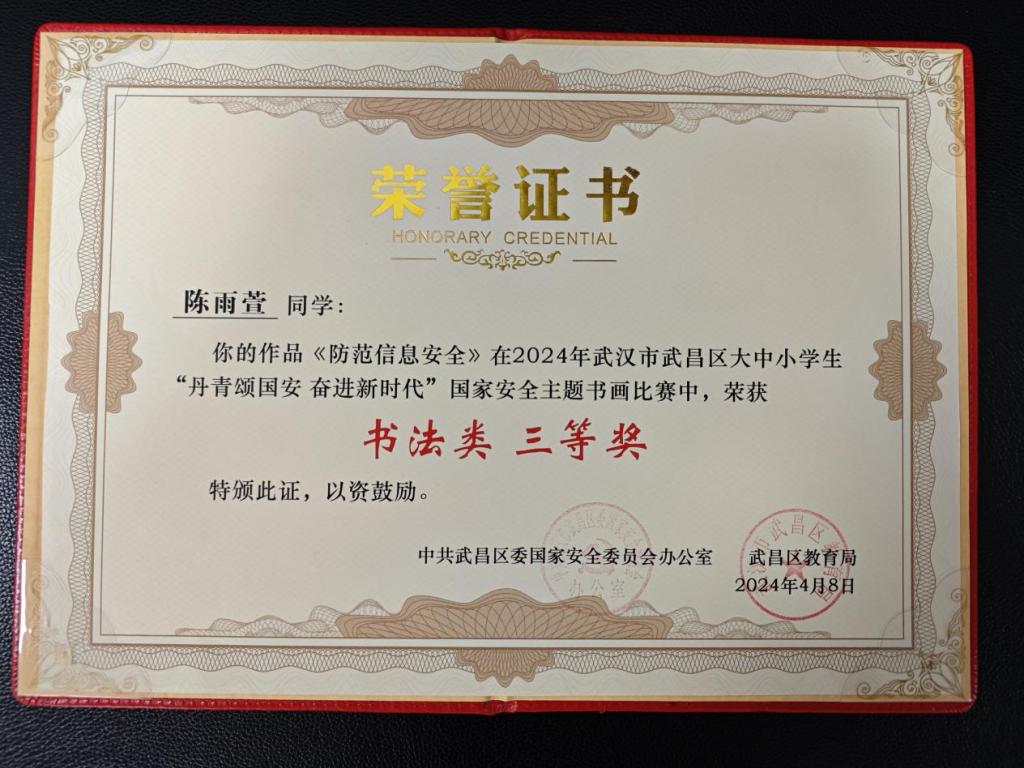 荣誉证书
HONORARY CREDENTIAL
陈雨萱 同学：
你的作品《防范信息安全》在2024年武汉市武昌区大中小学生
“丹青颂国安 奋进新时代”国家安全主题书画比赛中，荣获
书法类 三等奖
特颁此证，以资鼓励。
中共武昌区委国家安全委员会办公室 武昌区教育局
2024年4月8日
办公室